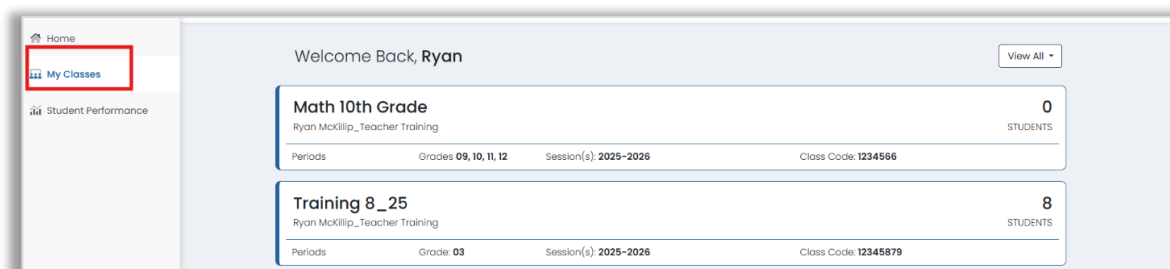 Home
My Classes
Student Performance
Welcome Back, Ryan
View All
Math 10th Grade
0
Ryan McKillip_Teacher Training
STUDENTS
Periods Grades 09, 10, 11, 12 Session(s): 2025-2026 Class Code: 1234566
Training 8_25
8
Ryan McKillip_Teacher Training
STUDENTS
Periods Grade: 03 Session(s): 2025-2026 Class Code: 12345879